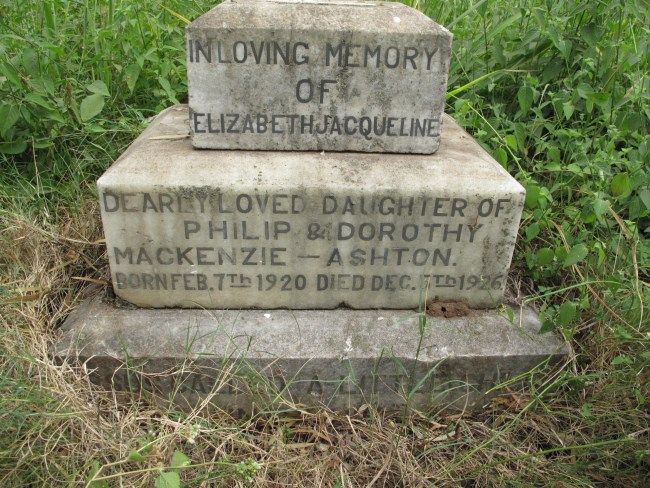 IN LOVING MEMORY
OF
ELIZABETH JACQUELINE
DEARLY LOVED DAUGHTER OF
PHILIP & DOROTHY
MACKENZIE - ASHTON.
BORN FEB. 7TH 1920 DIED DEC. 7TH 1926